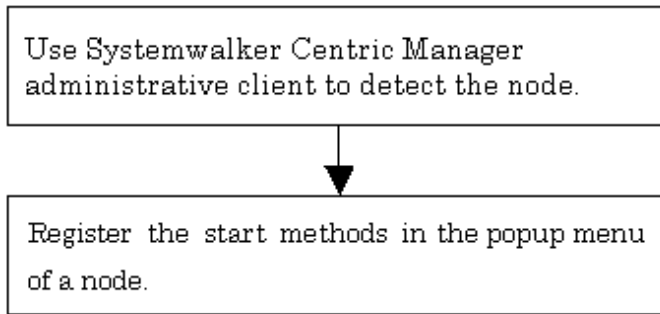 Use Systemwalker Centric Manager
administrative client to detect the node.
Register the start methods in the popup menu
of a node.